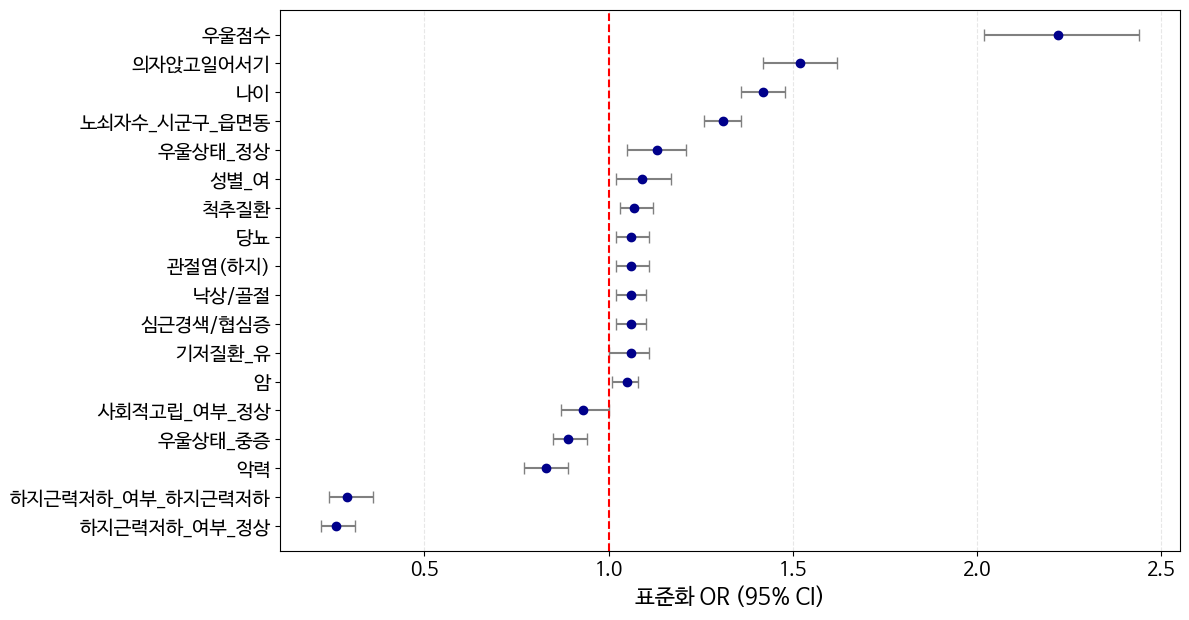 우울점수
의자앉고일어서기
나이
노쇠자수_시군구_읍면동
우울상태_정상
성별_여
척추질환
당뇨
관절염(하지)
낙상/골절
심근경색/협심증
기저질환_유
암
사회적고립_여부_정상
우울상태_중증
악력
하지근력저하_여부_하지근력저하
하지근력저하_여부_정상
0.5 1.0 1.5 2.0 2.5
표준화 OR (95% CI)